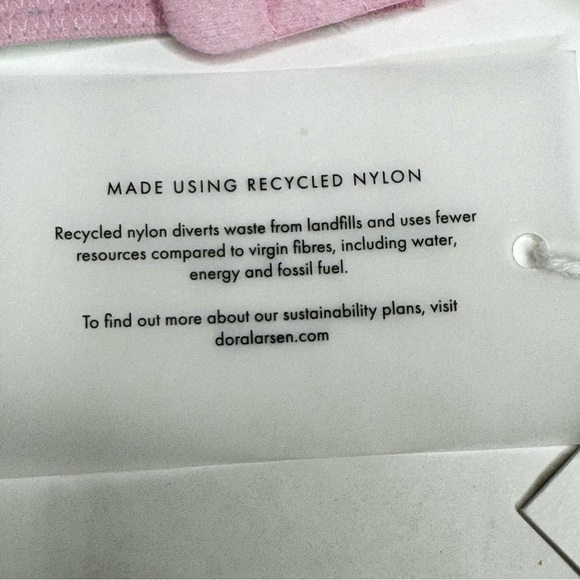 MADE USING RECYCLED NYLON
Recycled nylon diverts waste from landfills and uses fewer
resources compared to virgin fibres, including water,
energy and fossil fuel.
To find out more about our sustainability plans, visit
doralarsen.com